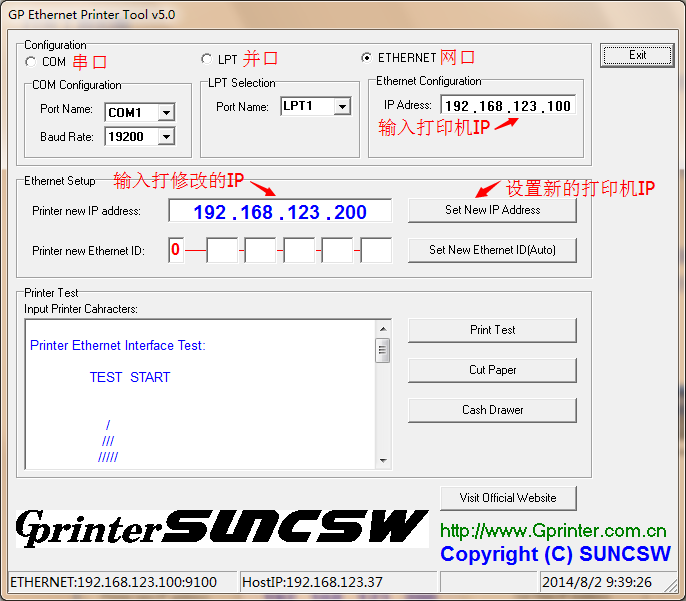 GP Ethernet Printer Tool v5.0
Configuration
COM 串口
LPT 并口
ETHERNET 网口
Exit
COM Configuration
LPT Selection
Ethernet Configuration
Port Name: COM1
Port Name: LPT1
IP Adress: 192.168.123.100
Baud Rate: 19200
输入打印机IP
Ethernet Setup
输入打修改的IP
设置新的打印机IP
Printer new IP address: 192.168.123.200
Set New IP Address
Printer new Ethernet ID: 0 - - - - -
Set New Ethernet ID(Auto)
Printer Test
Input Printer Cahracters:
Printer Ethernet Interface Test:
TEST START
/
///
/////
Print Test
Cut Paper
Cash Drawer
Visit Official Website
Gprinter SUNCSW
http://www.Gprinter.com.cn
Copyright (C) SUNCSW
ETHERNET:192.168.123.100:9100
HostIP:192.168.123.37
2014/8/2 9:39:26